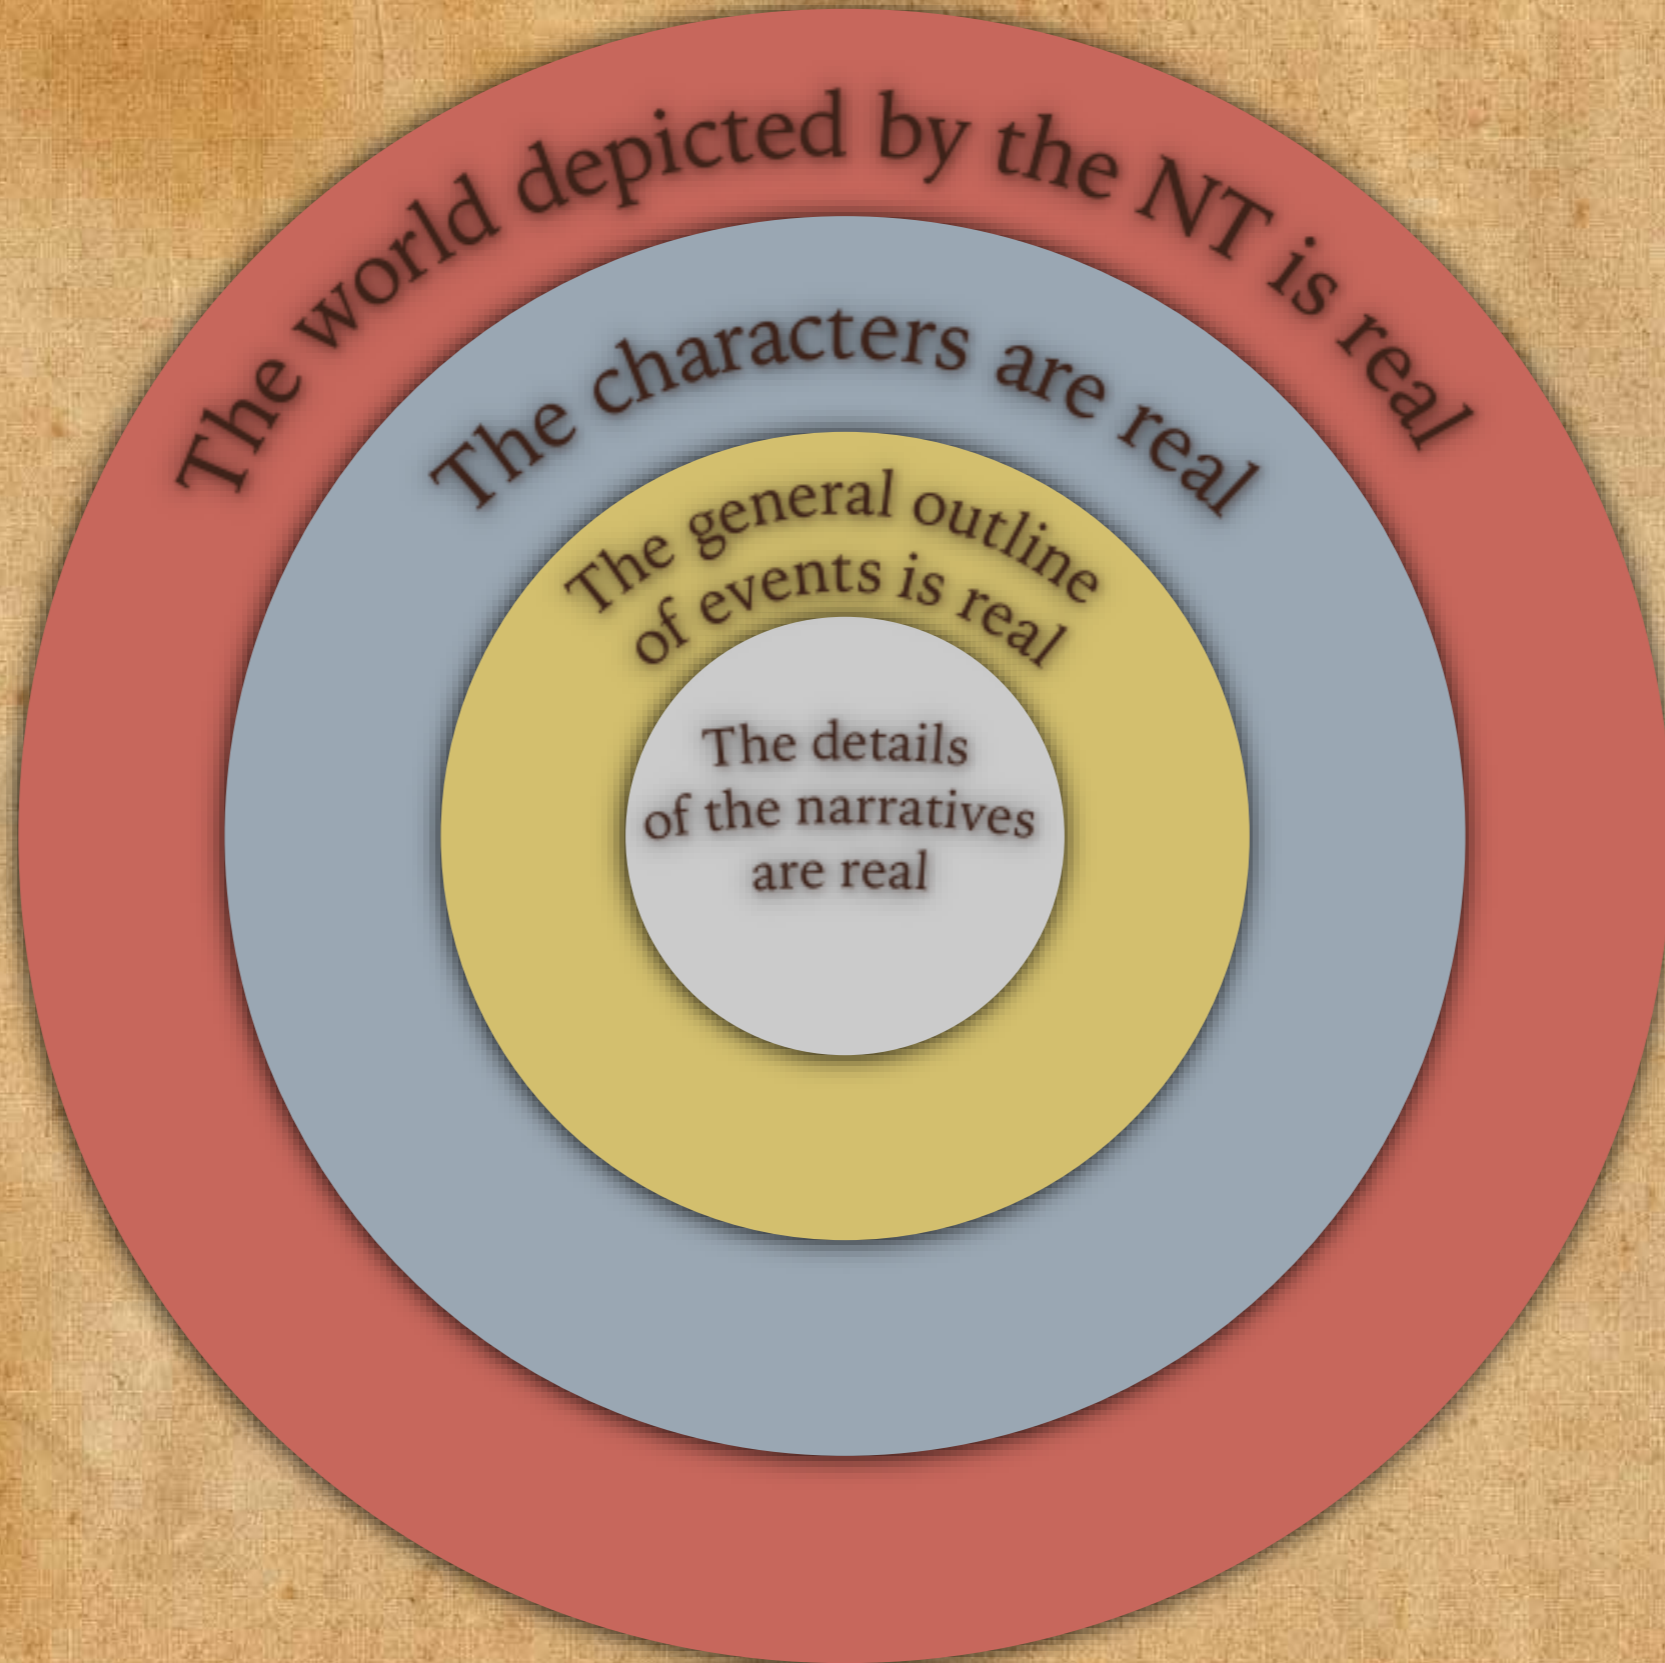 The world depicted by the NT is real
The characters are real
The general outline
of events is real
The details
of the narratives
are real